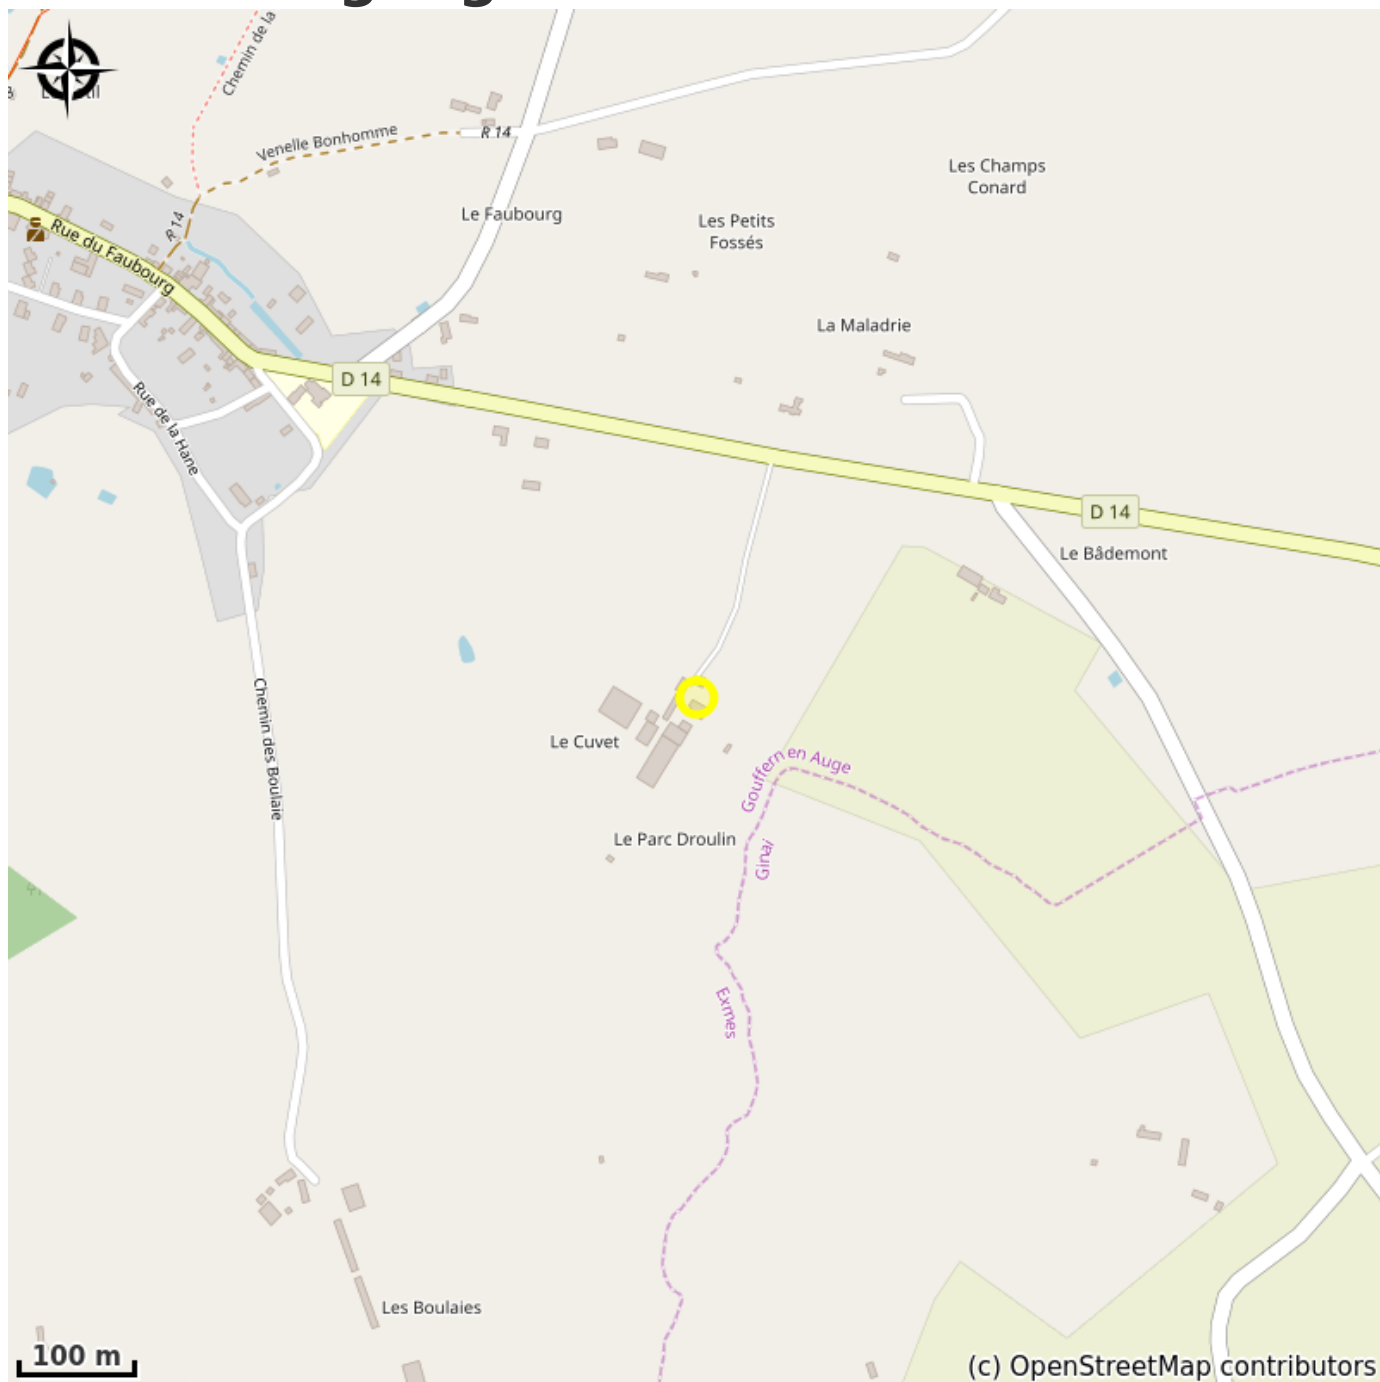 Chemin de la
Venelle Bonhomme
R 14
R 14
Les Champs
Conard
Le Faubourg
Les Petits
Fossés
Rue du Faubourg
La Maladrie
D 14
Rue de la Hane
D 14
Le Bâdemont
Chemin des Boulaie
Le Cuvet
Gouffern en Auge
Le Parc Droulin
Ginai
Exmes
Les Boulaies
100 m
(c) OpenStreetMap contributors